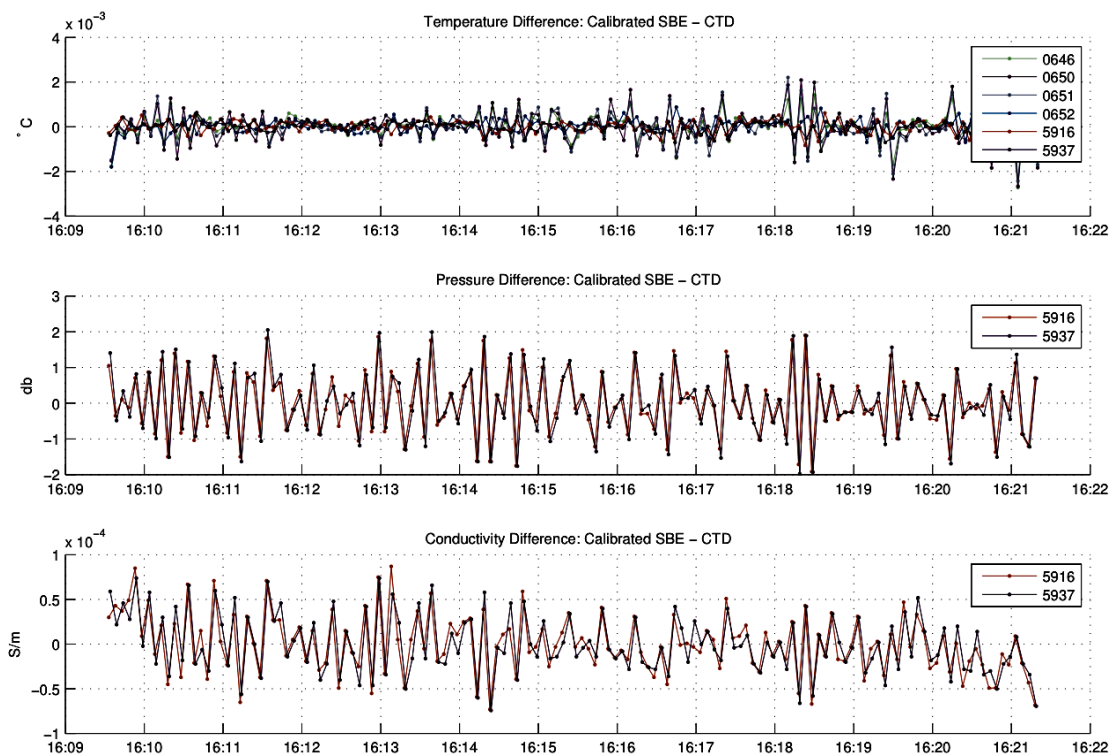 Temperature Difference: Calibrated SBE − CTD
x 10⁻³
4
2
0
−2
−4
° C
0646
0650
0651
0652
5916
5937
16:09 16:10 16:11 16:12 16:13 16:14 16:15 16:16 16:17 16:18 16:19 16:20 16:21 16:22
Pressure Difference: Calibrated SBE − CTD
3
2
1
0
−1
−2
db
5916
5937
16:09 16:10 16:11 16:12 16:13 16:14 16:15 16:16 16:17 16:18 16:19 16:20 16:21 16:22
Conductivity Difference: Calibrated SBE − CTD
x 10⁻⁴
1
0.5
0
−0.5
−1
S/m
5916
5937
16:09 16:10 16:11 16:12 16:13 16:14 16:15 16:16 16:17 16:18 16:19 16:20 16:21 16:22